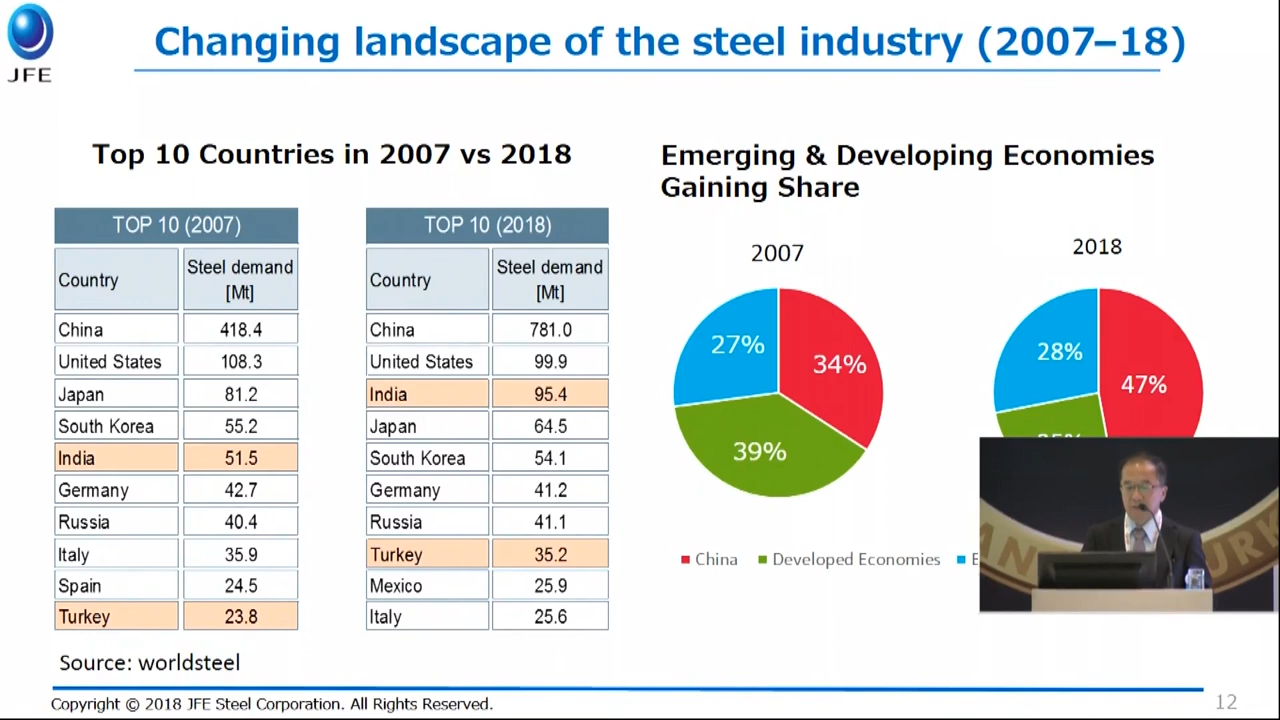 JFE
Changing landscape of the steel industry (2007–18)
Top 10 Countries in 2007 vs 2018
TOP 10 (2007)
Country Steel demand [Mt]
China 418.4
United States 108.3
Japan 81.2
South Korea 55.2
India 51.5
Germany 42.7
Russia 40.4
Italy 35.9
Spain 24.5
Turkey 23.8
TOP 10 (2018)
Country Steel demand [Mt]
China 781.0
United States 99.9
India 95.4
Japan 64.5
South Korea 54.1
Germany 41.2
Russia 41.1
Turkey 35.2
Mexico 25.9
Italy 25.6
Source: worldsteel
Emerging & Developing Economies
Gaining Share
2007
27%
34%
39%
2018
28%
47%
China Developed Economies
Copyright © 2018 JFE Steel Corporation. All Rights Reserved.
12